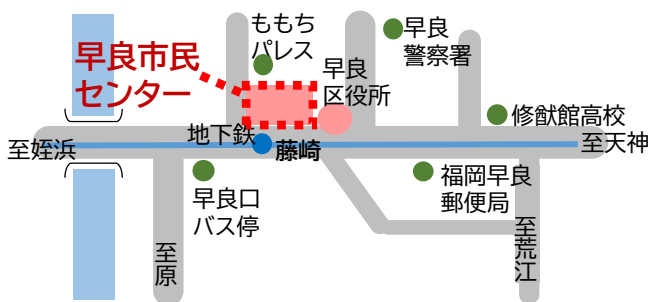 ももち
パレス
早良
警察署
早良市民
センター
早良
区役所
修猷館高校
地下鉄
藤崎
至姪浜
至天神
早良口
バス停
福岡早良
郵便局
至原
至荒江